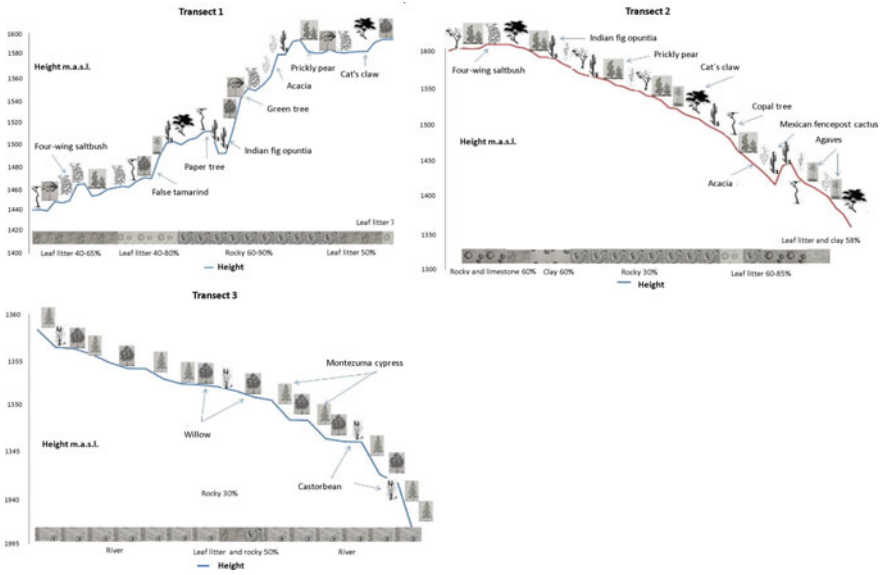 Transect 1
1600
1580
1560
1540
1520
1500
1480
1460
1440
1420
1400
Height m.a.s.l.
Prickly pear
Cat's claw
Acacia
Green tree
Four-wing saltbush
Paper tree
Indian fig opuntia
False tamarind
Leaf litter
Leaf litter 40-65%
Leaf litter 40-80%
Rocky 60-90%
Leaf litter 50%
Height
Transect 2
1600
1550
1500
1450
1400
1350
1300
Indian fig opuntia
Prickly pear
Four-wing saltbush
Cat's claw
Copal tree
Height m.a.s.l.
Mexican fencepost cactus
Agaves
Acacia
Leaf litter and clay 58%
Rocky and limestone 60%
Clay 60%
Rocky 30%
Leaf litter 60-85%
Height
Transect 3
1360
1355
1350
1345
1940
1995
Montezuma cypress
Willow
Height m.a.s.l.
Castorbean
Rocky 30%
River
Leaf litter and rocky 50%
River
Height